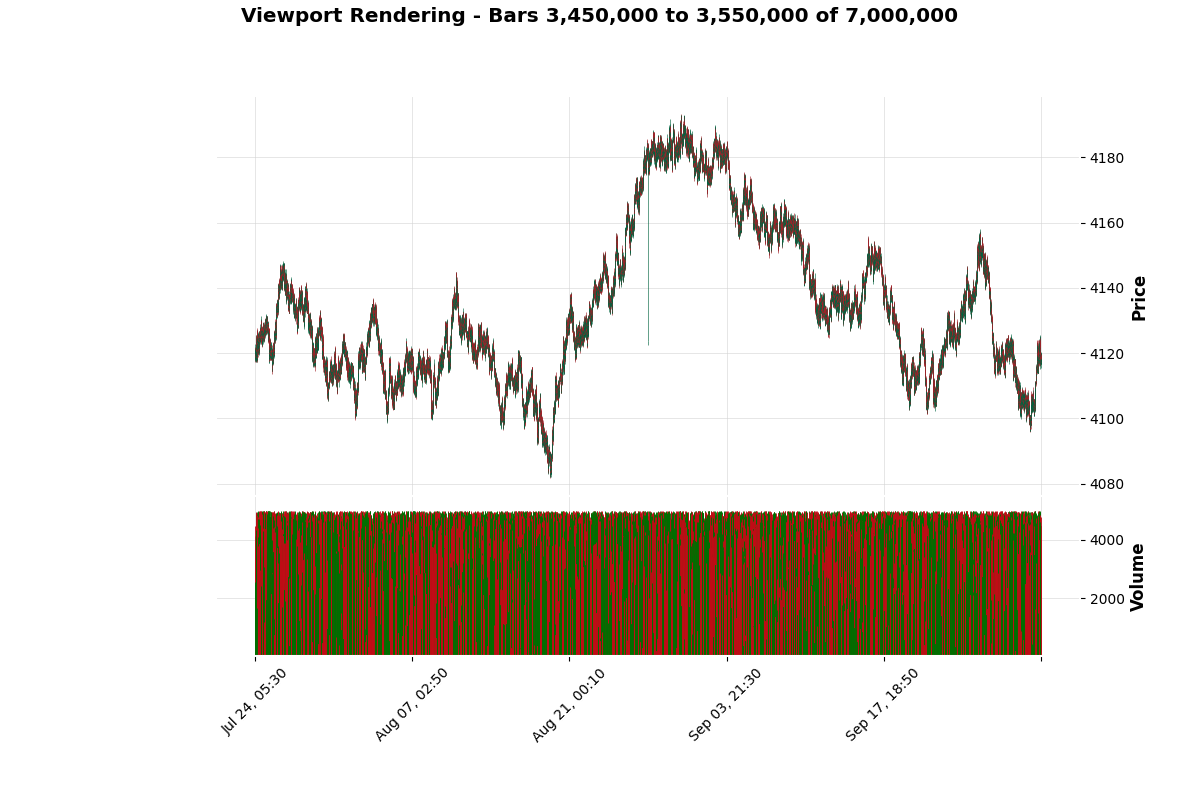 Viewport Rendering - Bars 3,450,000 to 3,550,000 of 7,000,000
4180
4160
4140
4120
4100
4080
Price
4000
2000
Volume
Jul 24, 05:30
Aug 07, 02:50
Aug 21, 00:10
Sep 03, 21:30
Sep 17, 18:50